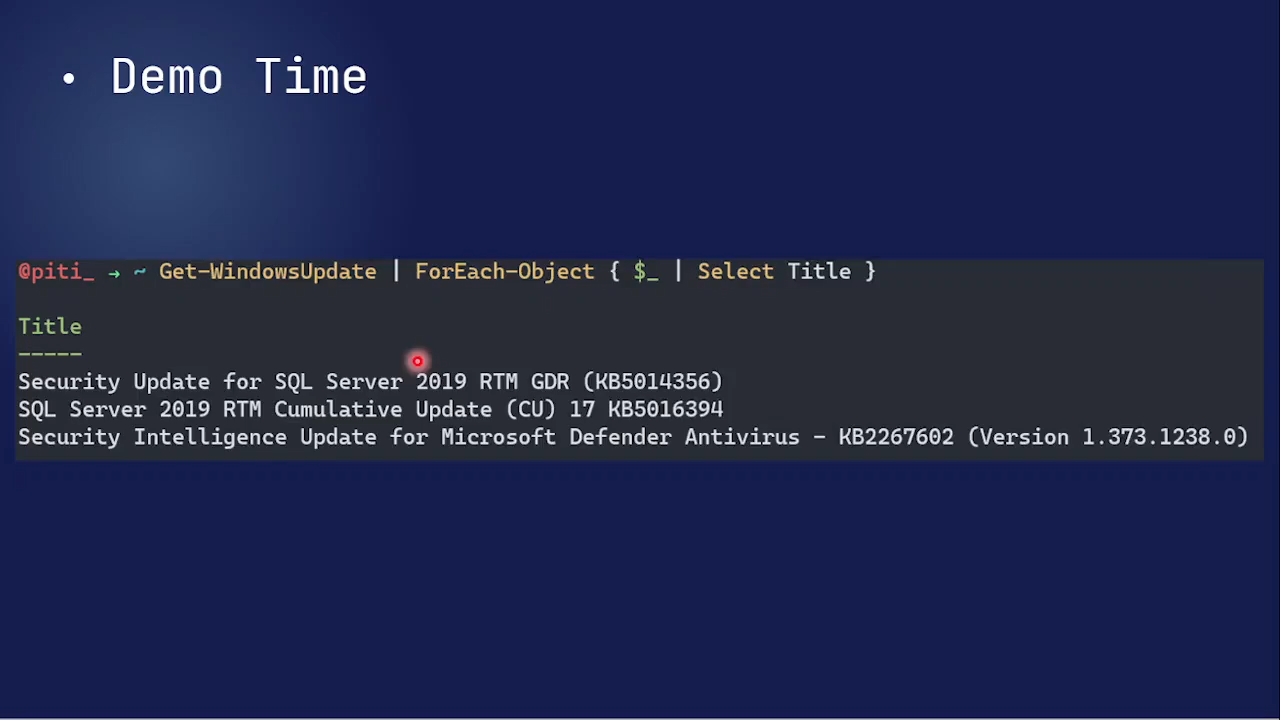 • Demo Time
@piti_ → ~ Get-WindowsUpdate | ForEach-Object { $_ | Select Title }
Title
-----
Security Update for SQL Server 2019 RTM GDR (KB5014356)
SQL Server 2019 RTM Cumulative Update (CU) 17 KB5016394
Security Intelligence Update for Microsoft Defender Antivirus - KB2267602 (Version 1.373.1238.0)